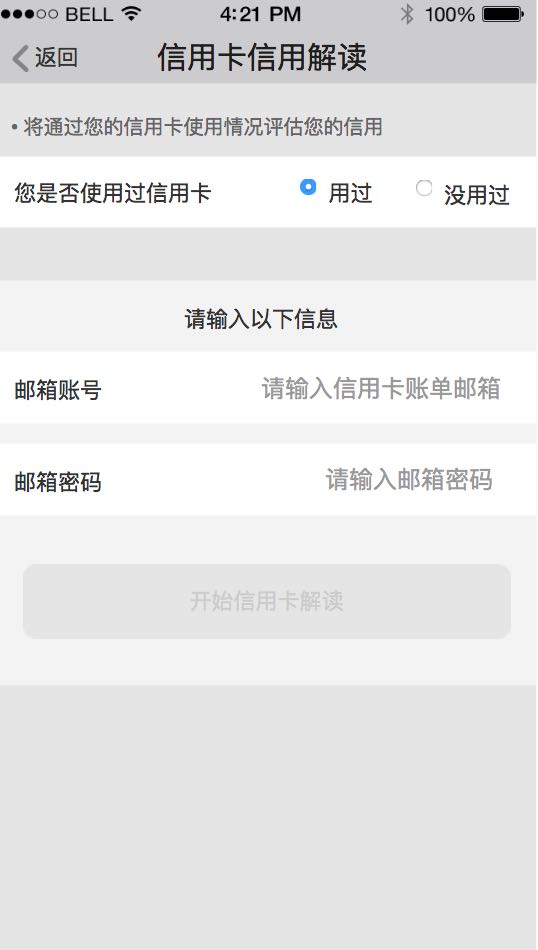 BELL 4:21 PM 100%
返回 信用卡信用解读
• 将通过您的信用卡使用情况评估您的信用
您是否使用过信用卡 用过 没用过
请输入以下信息
邮箱账号 请输入信用卡账单邮箱
邮箱密码 请输入邮箱密码
开始信用卡解读